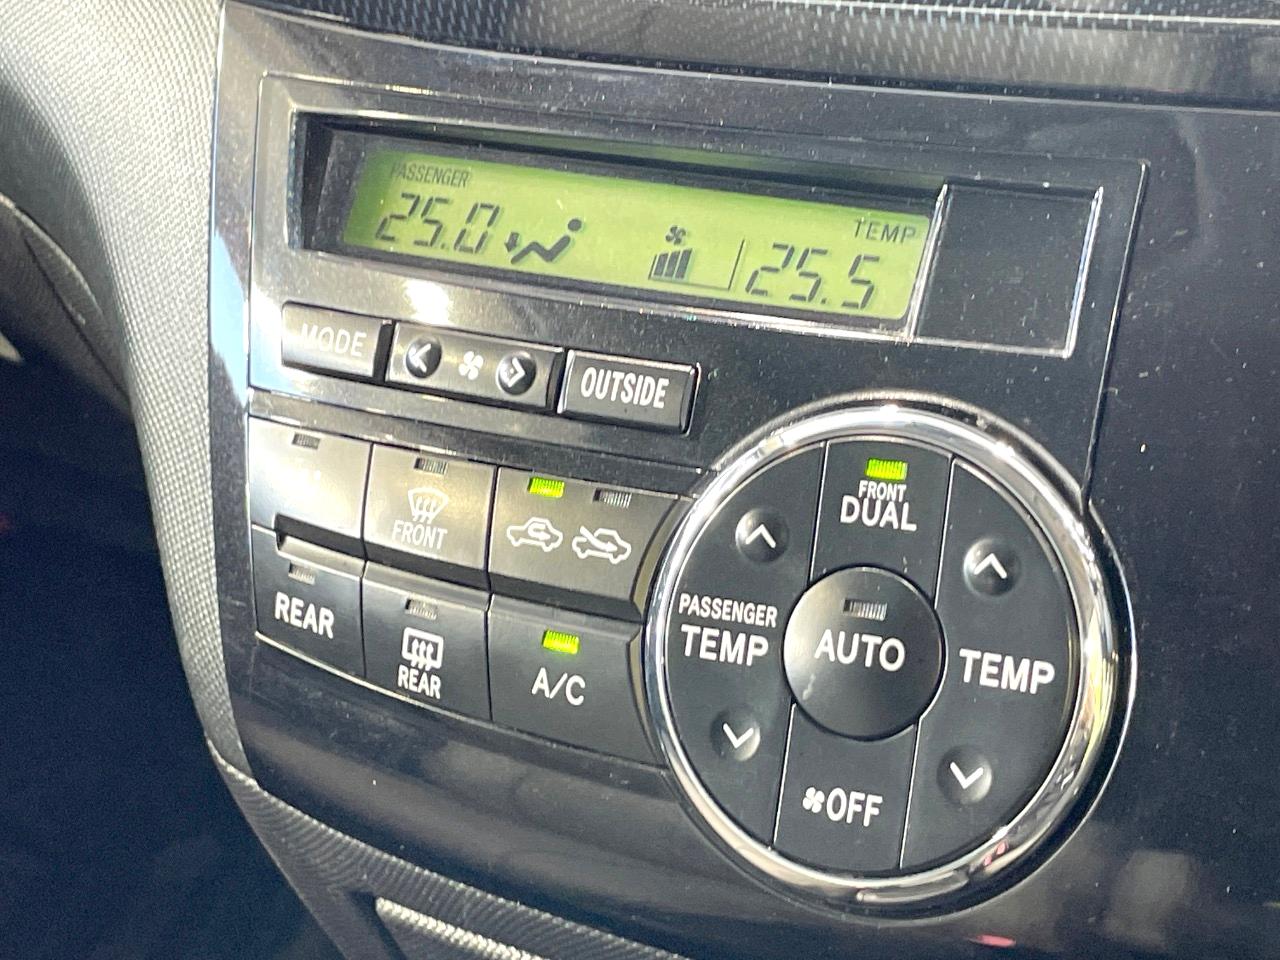 PASSENGER
25.0
TEMP
25.5
MODE
OUTSIDE
FRONT
REAR
REAR
A/C
FRONT
DUAL
PASSENGER
TEMP
AUTO
TEMP
OFF